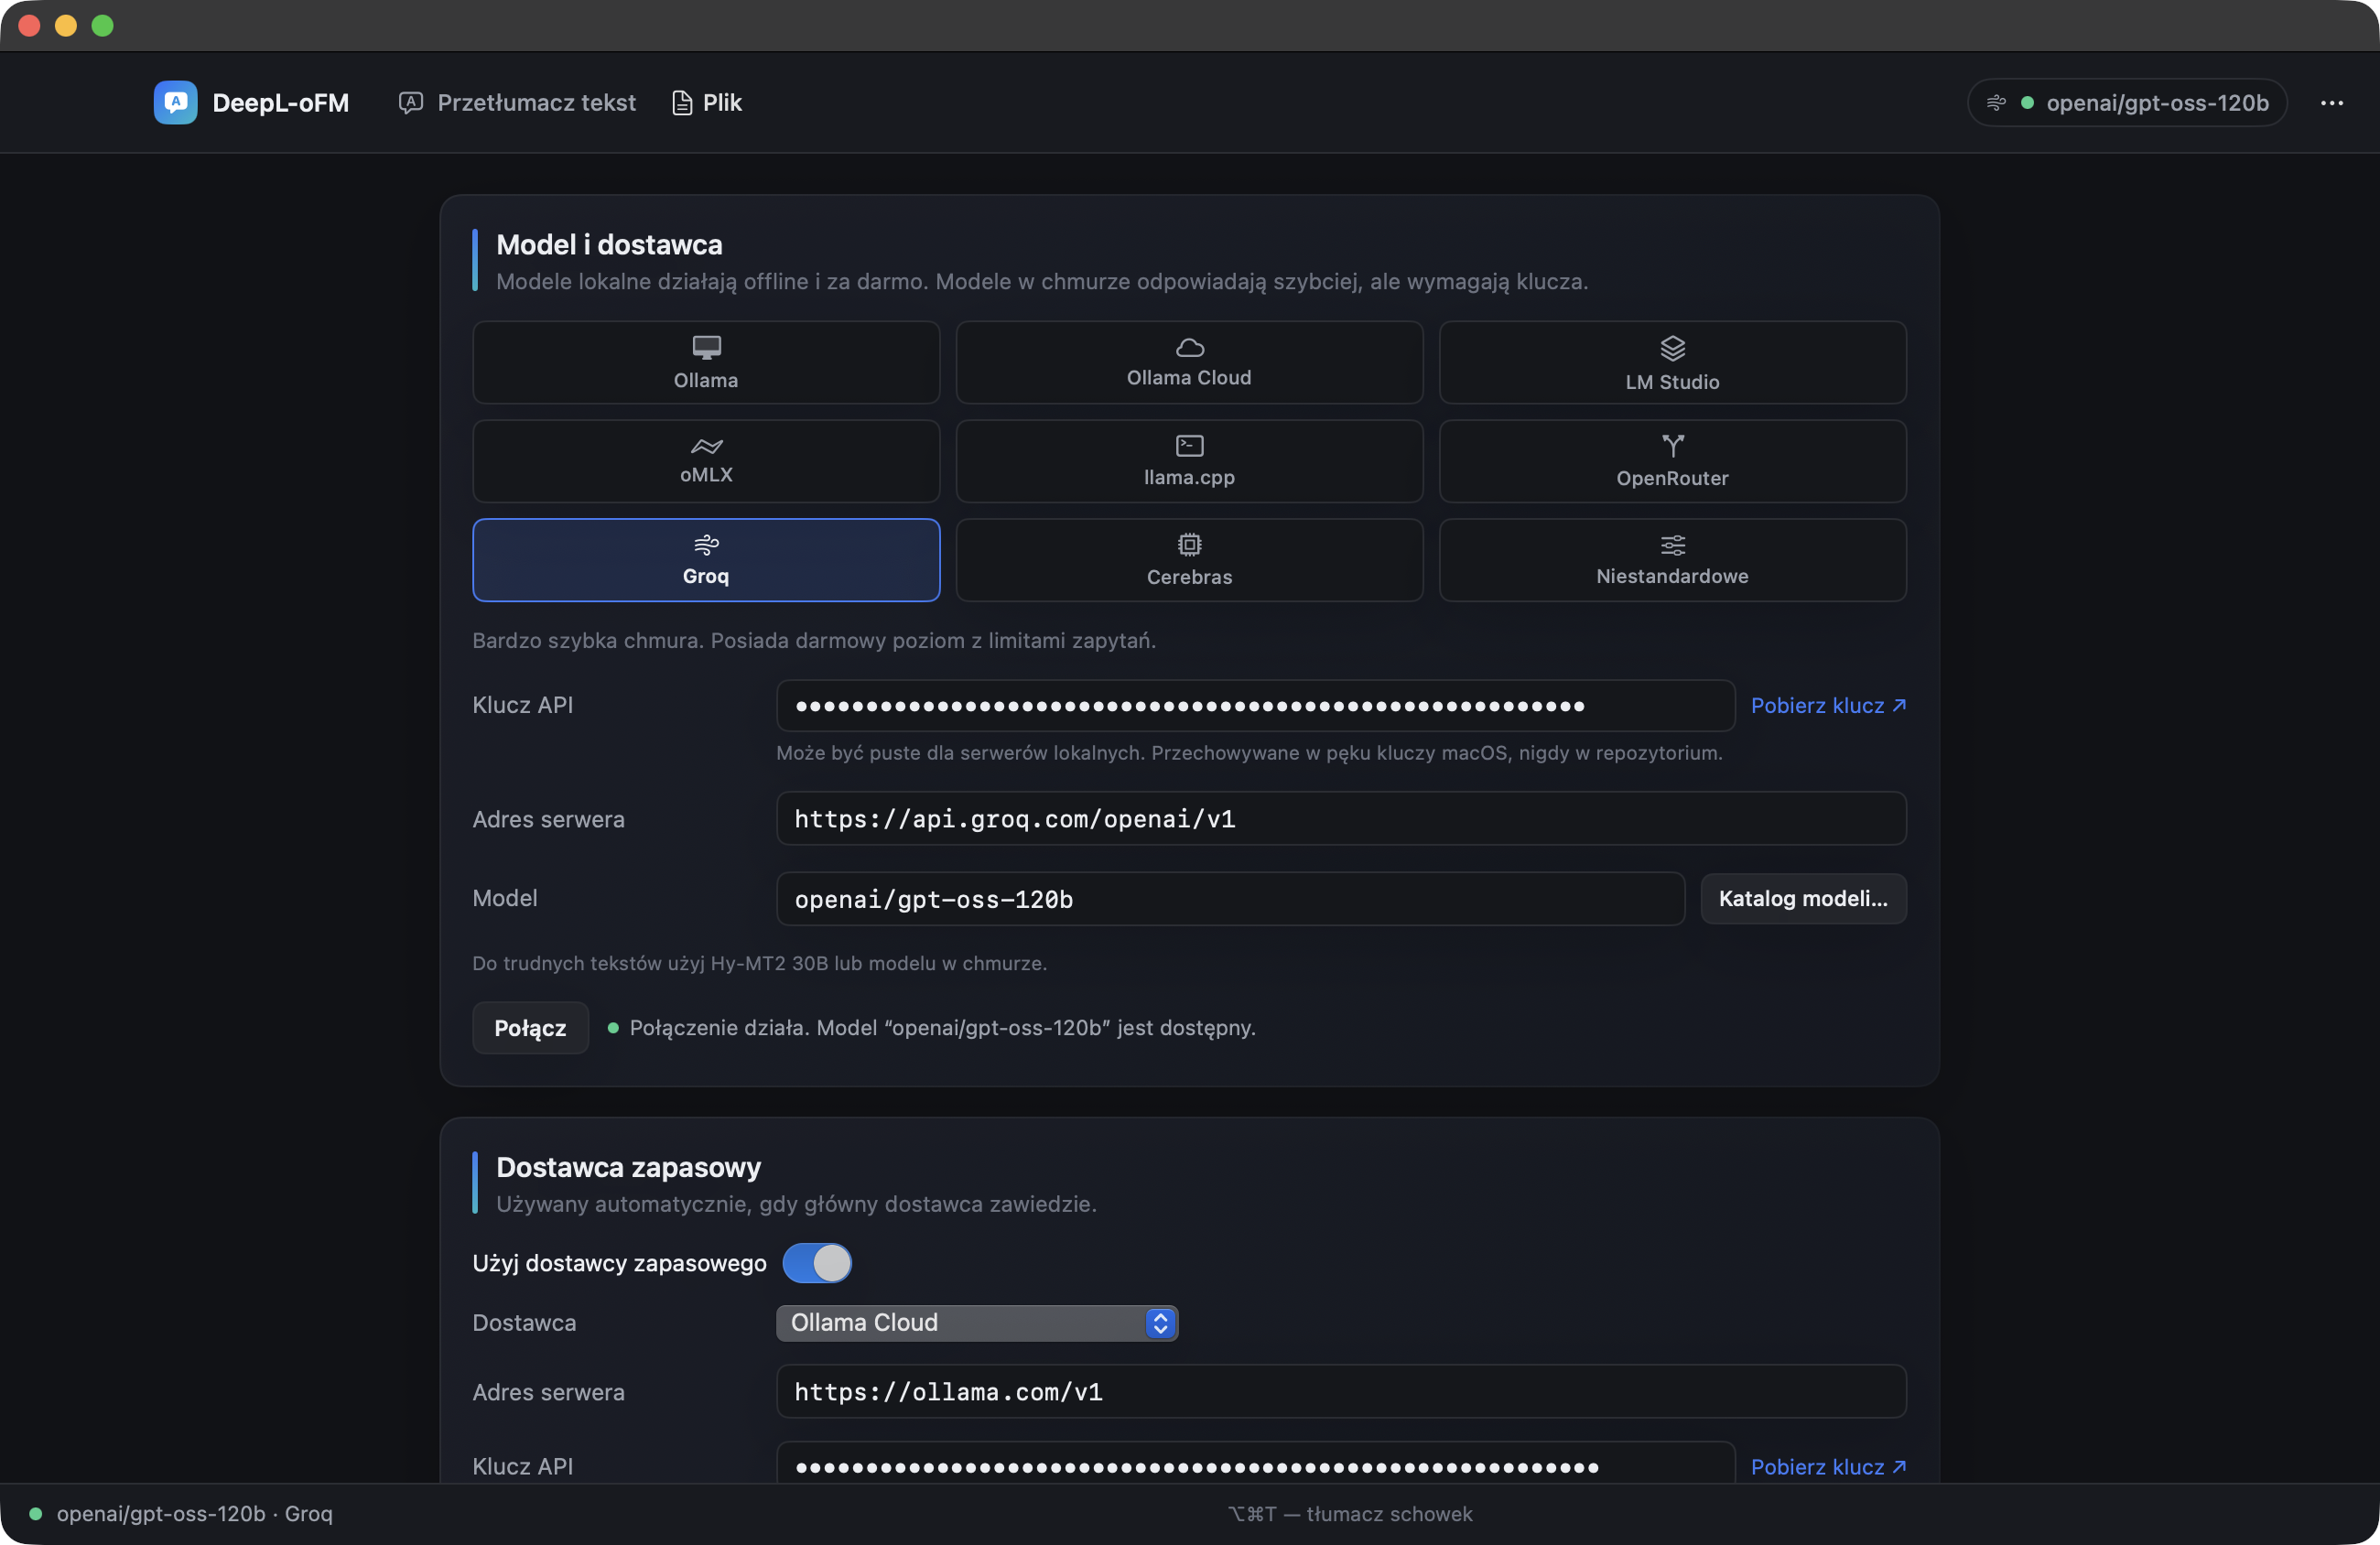 DeepL-oFM
Przetłumacz tekst
Plik
openai/gpt-oss-120b
Model i dostawca
Modele lokalne działają offline i za darmo. Modele w chmurze odpowiadają szybciej, ale wymagają klucza.
Ollama
Ollama Cloud
LM Studio
oMLX
llama.cpp
OpenRouter
Groq
Cerebras
Niestandardowe
Bardzo szybka chmura. Posiada darmowy poziom z limitami zapytań.
Klucz API
Pobierz klucz ↗
Może być puste dla serwerów lokalnych. Przechowywane w pęku kluczy macOS, nigdy w repozytorium.
Adres serwera
https://api.groq.com/openai/v1
Model
openai/gpt-oss-120b
Katalog modeli...
Do trudnych tekstów użyj Hy-MT2 30B lub modelu w chmurze.
Połącz
Połączenie działa. Model “openai/gpt-oss-120b” jest dostępny.
Dostawca zapasowy
Używany automatycznie, gdy główny dostawca zawiedzie.
Użyj dostawcy zapasowego
Dostawca
Ollama Cloud
Adres serwera
https://ollama.com/v1
Klucz API
Pobierz klucz ↗
openai/gpt-oss-120b · Groq
⌥⌘T — tłumacz schowek